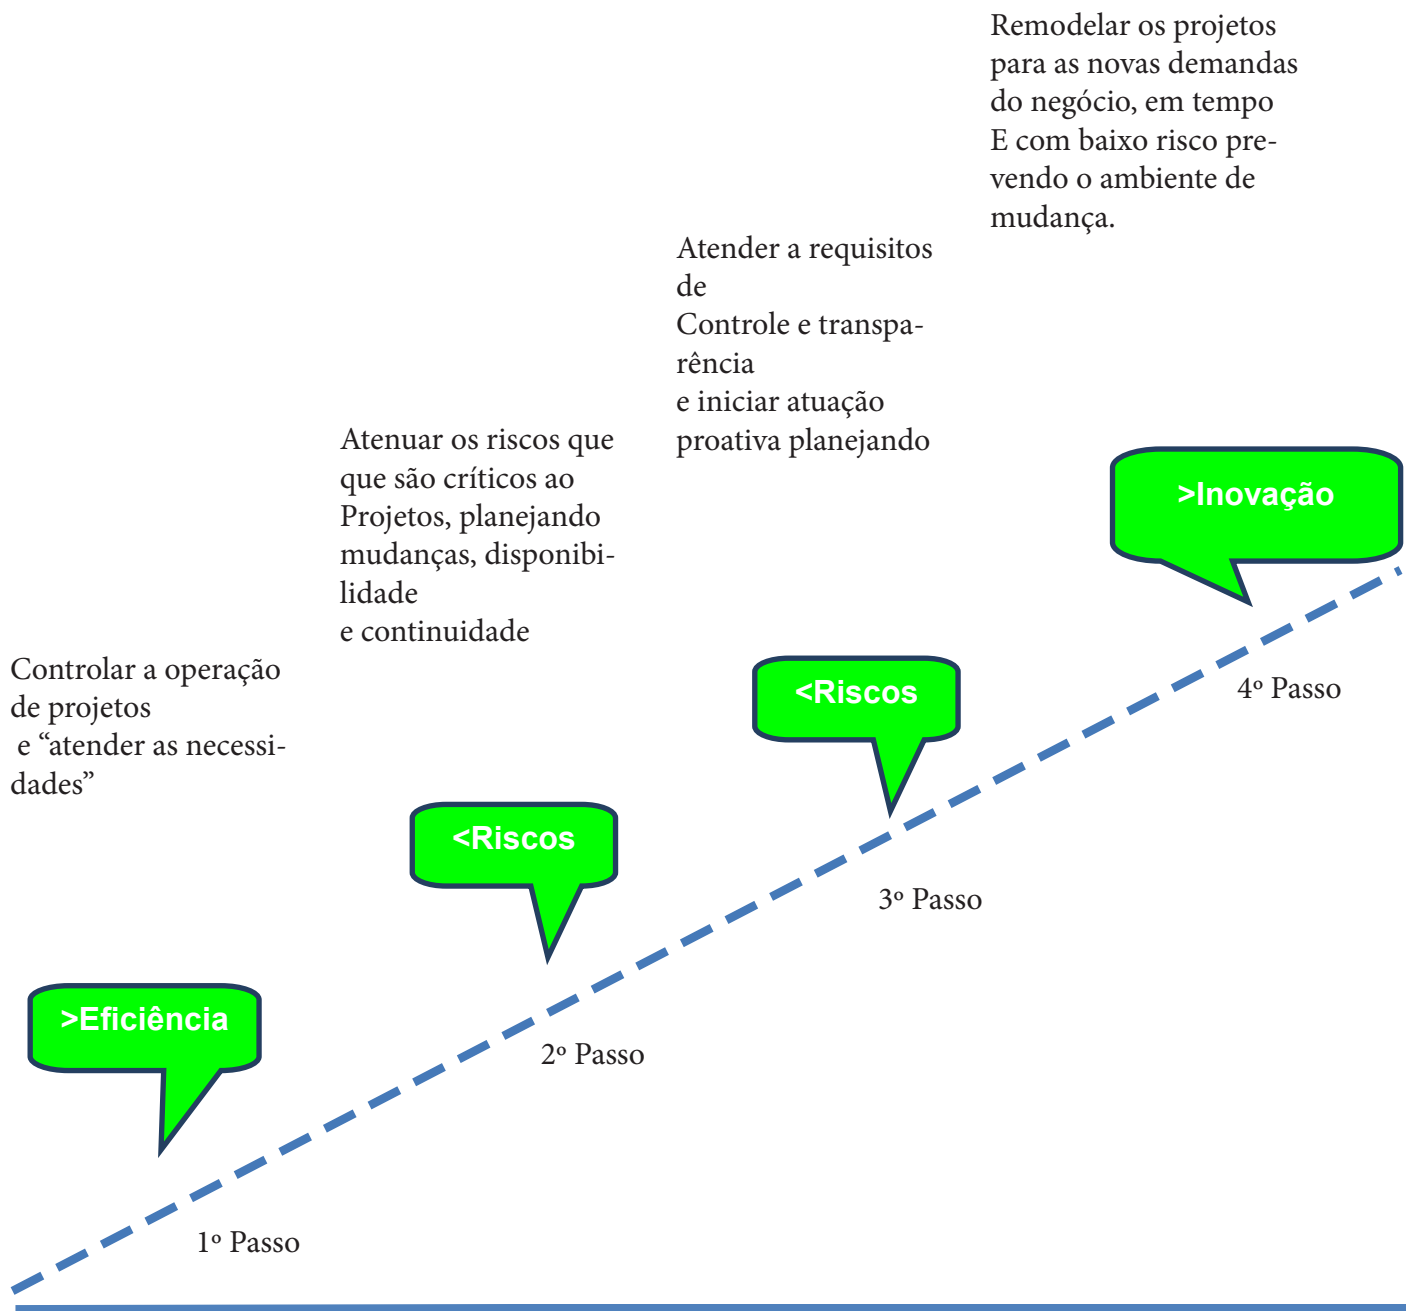 Remodelar os projetos
para as novas demandas
do negócio, em tempo
E com baixo risco pre-
vendo o ambiente de
mudança.
Atender a requisitos
de
Controle e transpa-
rência
e iniciar atuação
proativa planejando
Atenuar os riscos que
que são críticos ao
Projetos, planejando
mudanças, disponibi-
lidade
e continuidade
Controlar a operação
de projetos
e “atender as necessi-
dades”
>Inovação
<Riscos
<Riscos
>Eficiência
4º Passo
3º Passo
2º Passo
1º Passo